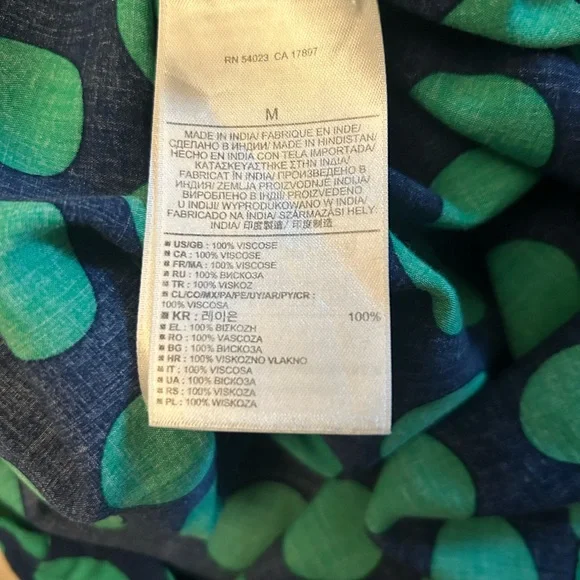 RN 54023 CA 17897
M
MADE IN INDIA/ FABRIQUE EN INDE/
СДЕЛАНО В ИНДИИ/ MADE IN HINDISTAN/
HECHO EN INDIA CON TELA IMPORTADA/
ΚΑΤΑΣΚΕΥΑΣΤΗΚΕ ΣΤΗΝ ΙΝΔΙΑ/
FABRICAT IN INDIA/ ПРОИЗВЕДЕНО В
ИНДИЯ/ ZEMLJA PROIZVODNJE INDIJA/
ВИРОБЛЕНО В ІНДІЇ/ PROIZVEDENO
U INDIJI/ WYPRODUKOWANO W INDIA/
FABRICADO NA INDIA/ SZÁRMAZÁSI HELY:
INDIA/ 印度製造/ 印度制造
US/GB : 100% VISCOSE
CA : 100% VISCOSE
FR/MA : 100% VISCOSE
RU : 100% ВИСКОЗА
TR : 100% VISKOZ
CL/CO/MX/PA/PE/UY/AR/PY/CR :
100% VISCOSA
KR : 레이온 100%
EL : 100% ΒΙΣΚΟΖΗ
RO : 100% VASCOZA
BG : 100% ВИСКОЗА
HR : 100% VISKOZNO VLAKNO
IT : 100% VISCOSA
UA : 100% ВІСКОЗА
RS : 100% VISKOZA
PL : 100% WISKOZA